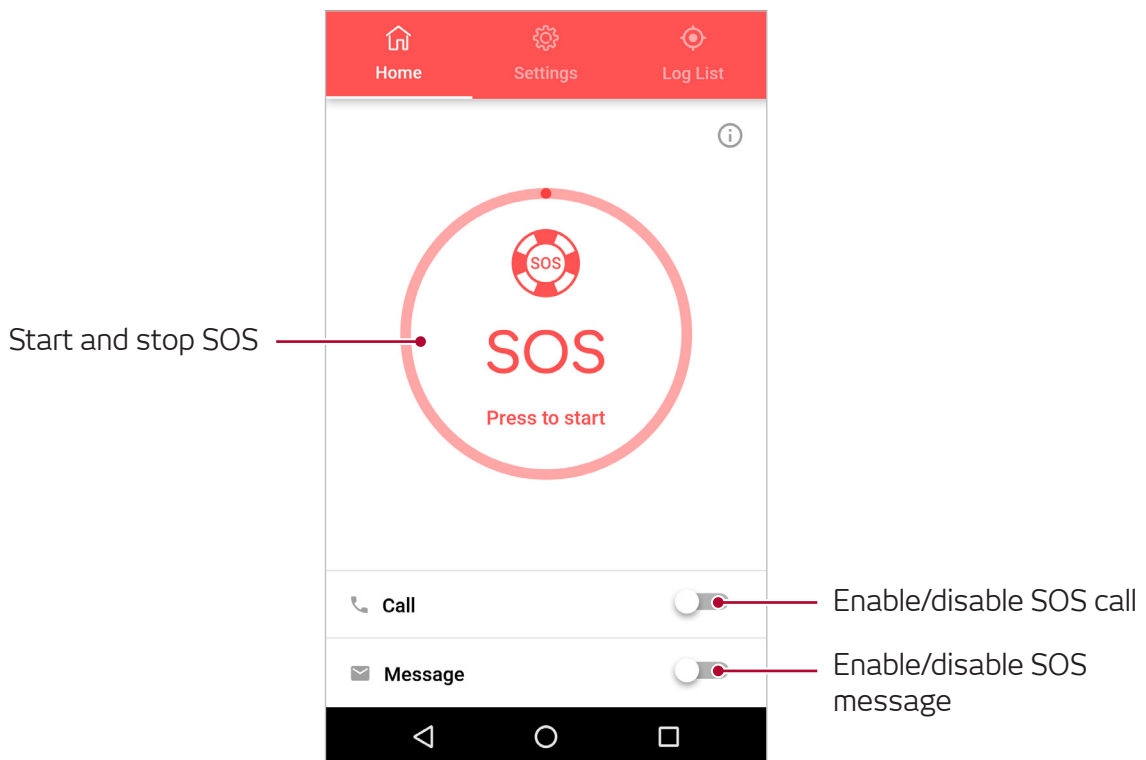 Home
Settings
Log List
SOS
SOS
Press to start
Start and stop SOS
Call
Enable/disable SOS call
Message
Enable/disable SOS
message